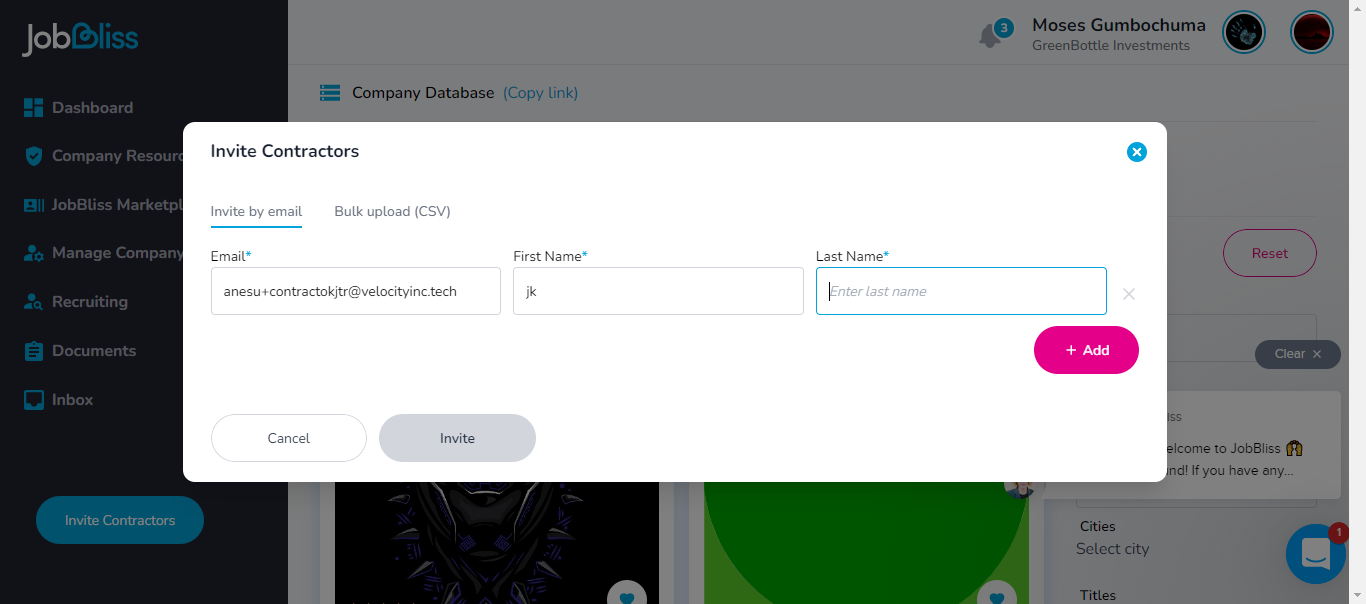 JobBliss
3
Moses Gumbochuma
GreenBottle Investments
Dashboard
Company Database (Copy link)
Company Resourc
JobBliss Marketpl
Manage Company
Recruiting
Documents
Inbox
Invite Contractors
Invite Contractors
Invite by email
Bulk upload (CSV)
Email*
First Name*
Last Name*
anesu+contractokjtr@velocityinc.tech
jk
Enter last name
+ Add
Cancel
Invite
Reset
Clear ×
iss
elcome to JobBliss
nd! If you have any...
Cities
Select city
1
Titles